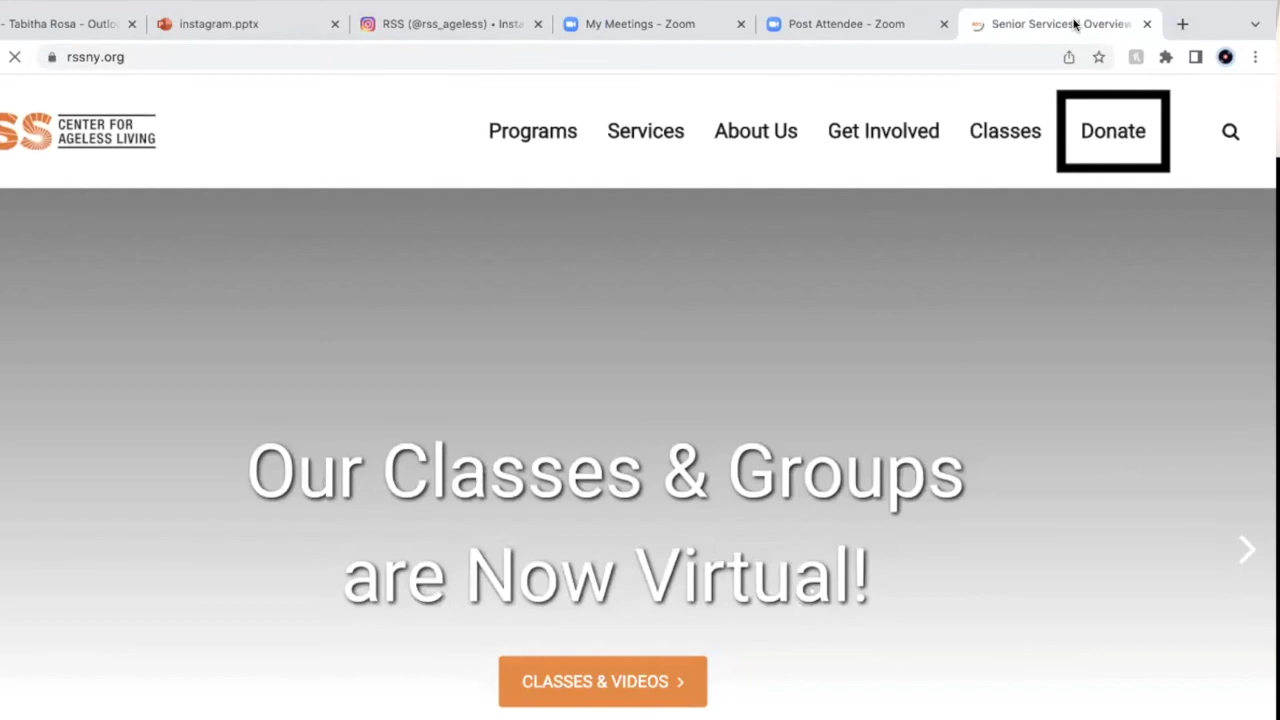 - Tabitha Rosa - Outlo
instagram.pptx
RSS (@rss_ageless) • Insta
My Meetings - Zoom
Post Attendee - Zoom
Senior Services - Overview
rssny.org
SS CENTER FOR
AGELESS LIVING
Programs
Services
About Us
Get Involved
Classes
Donate
Our Classes & Groups
are Now Virtual!
CLASSES & VIDEOS >